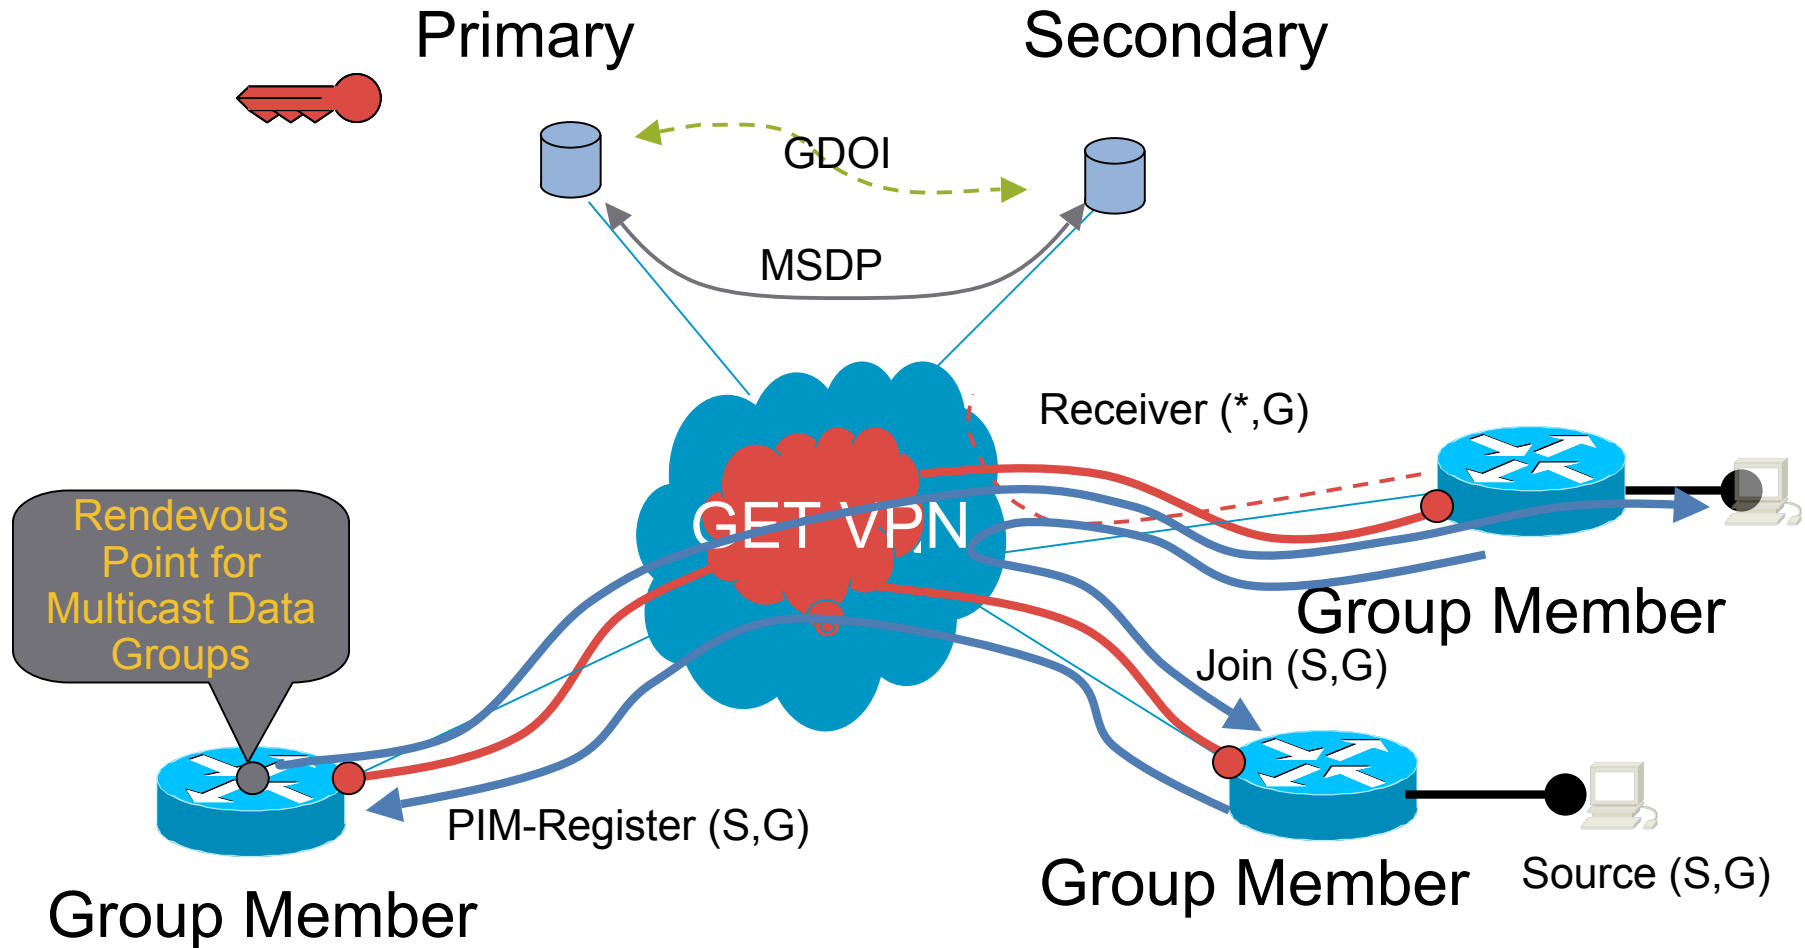 Primary
Secondary
GDOI
MSDP
Receiver (*,G)
GET VPN
Rendevous
Point for
Multicast Data
Groups
Group Member
Join (S,G)
PIM-Register (S,G)
Group Member
Source (S,G)
Group Member